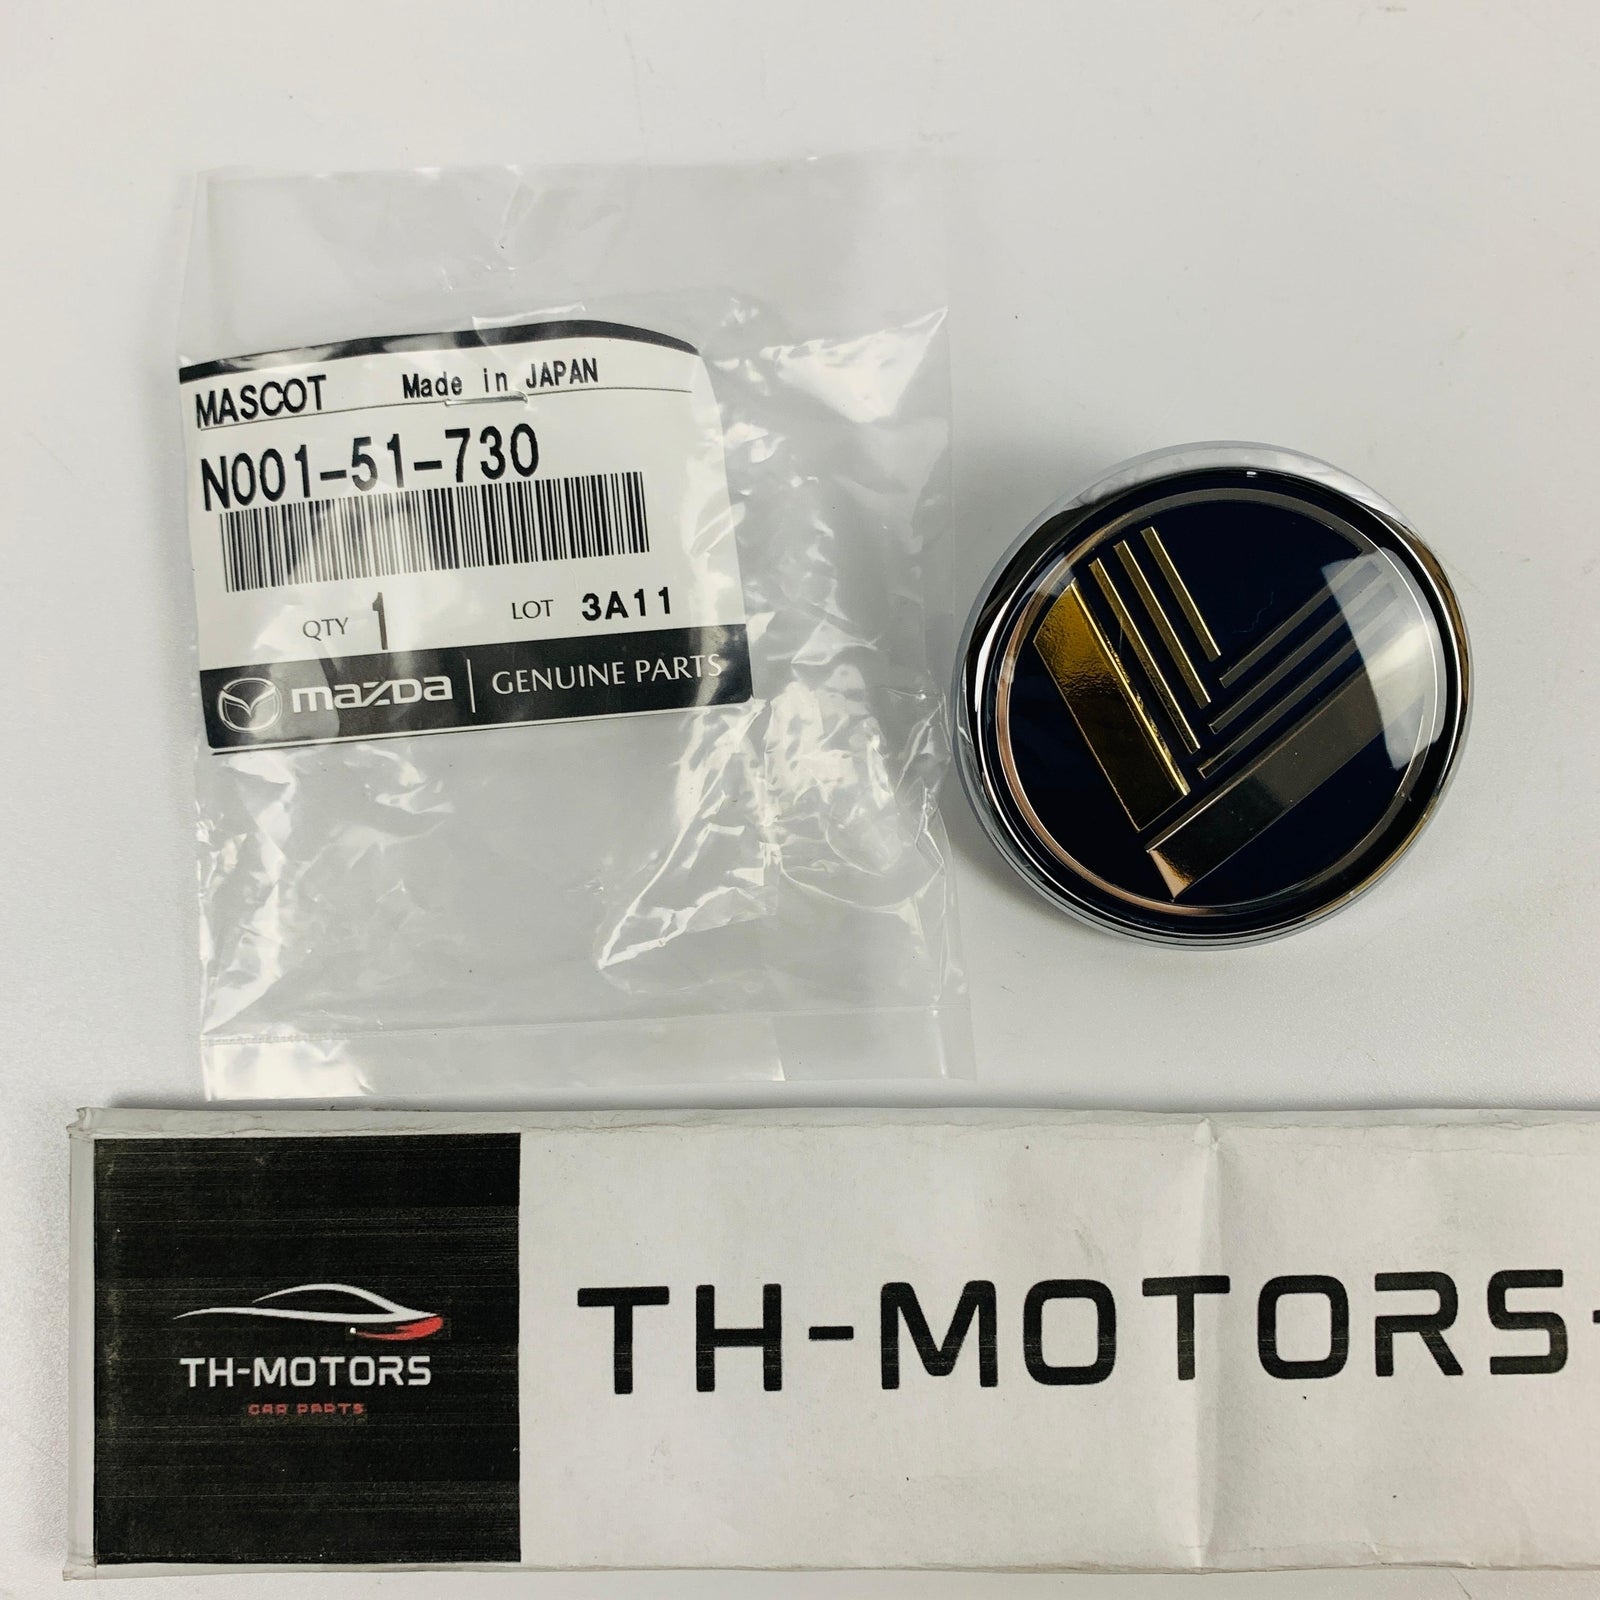 MASCOT Made in JAPAN
N001-51-730
QTY 1 LOT 3A11
mazda GENUINE PARTS
TH-MOTORS
CAR PARTS
TH-MOTORS-